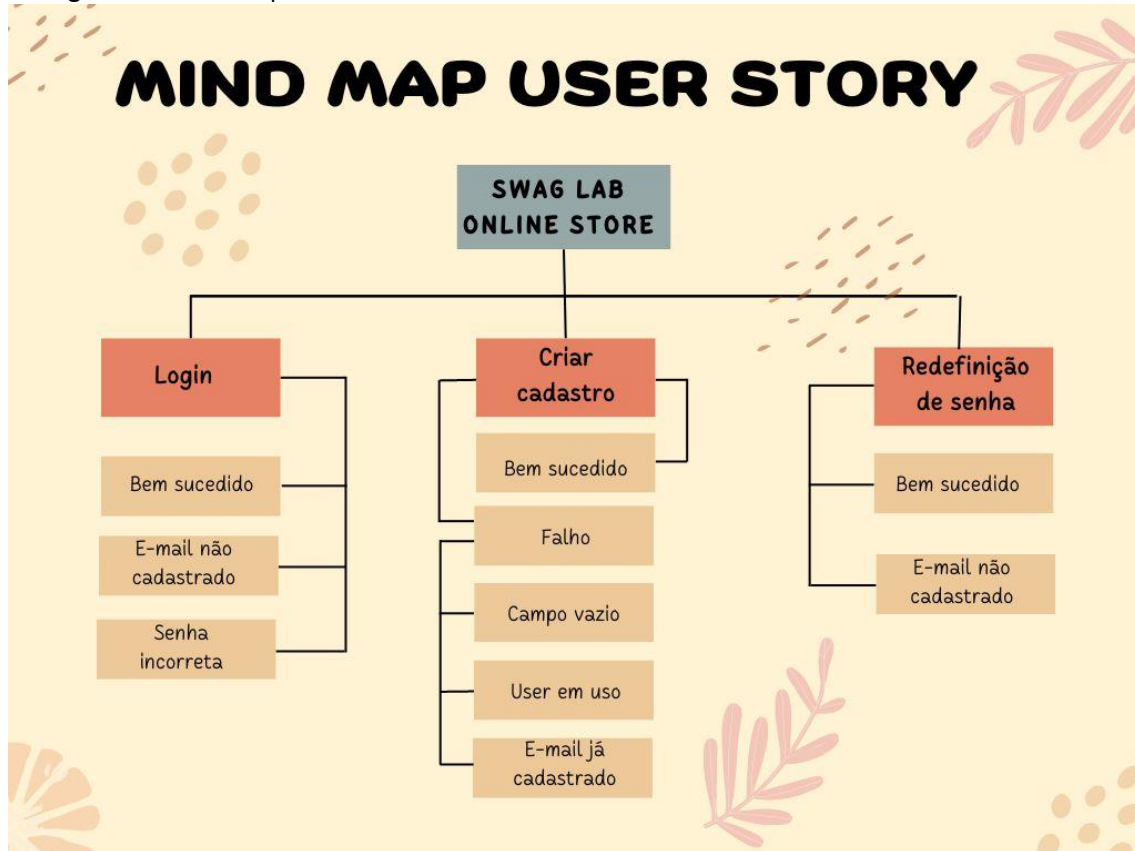 MIND MAP USER STORY
SWAG LAB
ONLINE STORE
Login
Bem sucedido
E-mail não
cadastrado
Senha
incorreta
Criar
cadastro
Bem sucedido
Falho
Campo vazio
User em uso
E-mail já
cadastrado
Redefinição
de senha
Bem sucedido
E-mail não
cadastrado